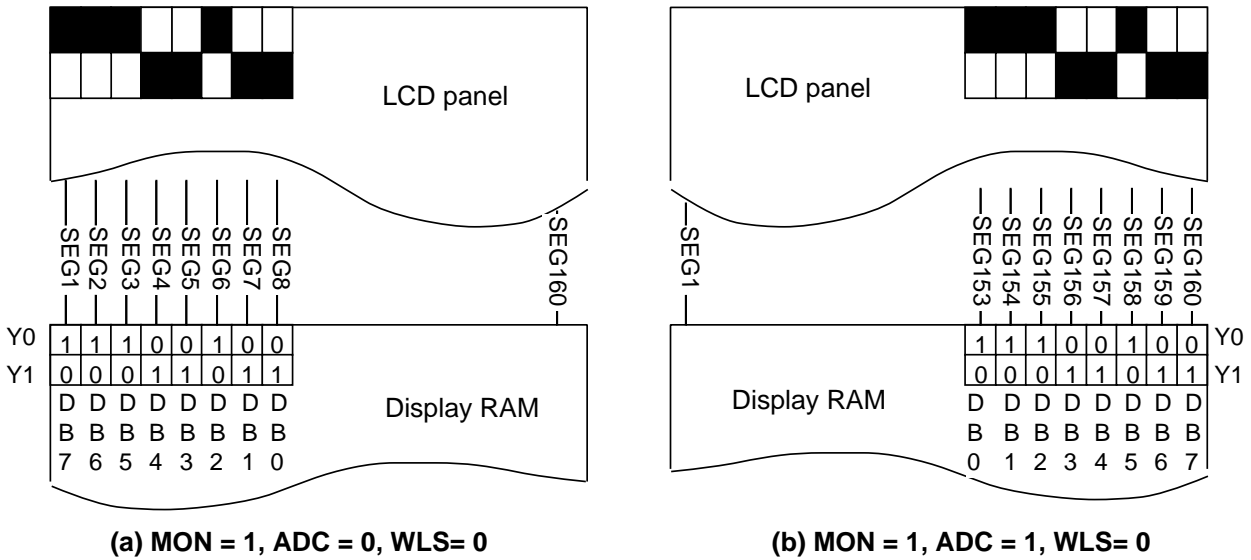 LCD panel
SEG1 SEG2 SEG3 SEG4 SEG5 SEG6 SEG7 SEG8 SEG160
Y0 1 1 1 0 0 1 0 0
Y1 0 0 0 1 1 0 1 1
D D D D D D D D
B B B B B B B B
7 6 5 4 3 2 1 0
Display RAM
(a) MON = 1, ADC = 0, WLS= 0
LCD panel
SEG1 SEG153 SEG154 SEG155 SEG156 SEG157 SEG158 SEG159 SEG160
1 1 1 0 0 1 0 0 Y0
0 0 0 1 1 0 1 1 Y1
D D D D D D D D
B B B B B B B B
0 1 2 3 4 5 6 7
Display RAM
(b) MON = 1, ADC = 1, WLS = 0